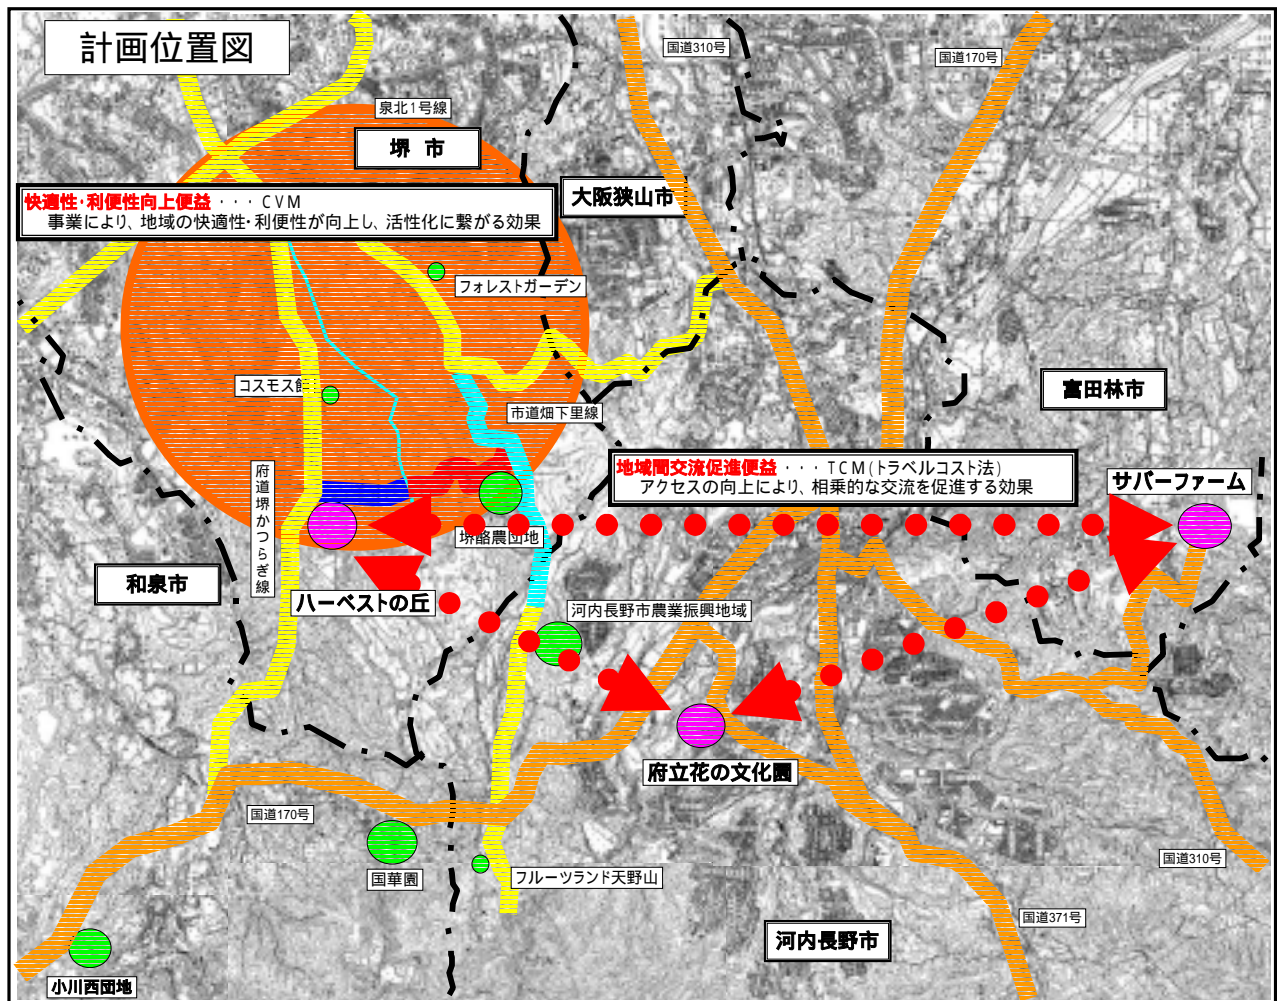 計画位置図
国道310号
国道170号
泉北1号線
堺 市
大阪狭山市
快適性・利便性向上便益・・・CVM
事業により、地域の快適性・利便性が向上し、活性化に繋がる効果
フォレストガーデン
コスモス館
市道畑下里線
富田林市
地域間交流促進便益・・・TCM(トラベルコスト法)
アクセスの向上により、相乗的な交流を促進する効果
サバーファーム
府道堺かつらぎ線
堺酪農団地
和泉市
ハーベストの丘
河内長野市農業振興地域
府立花の文化園
国道170号
国華園
フルーツランド天野山
国道310号
国道371号
河内長野市
小川西団地